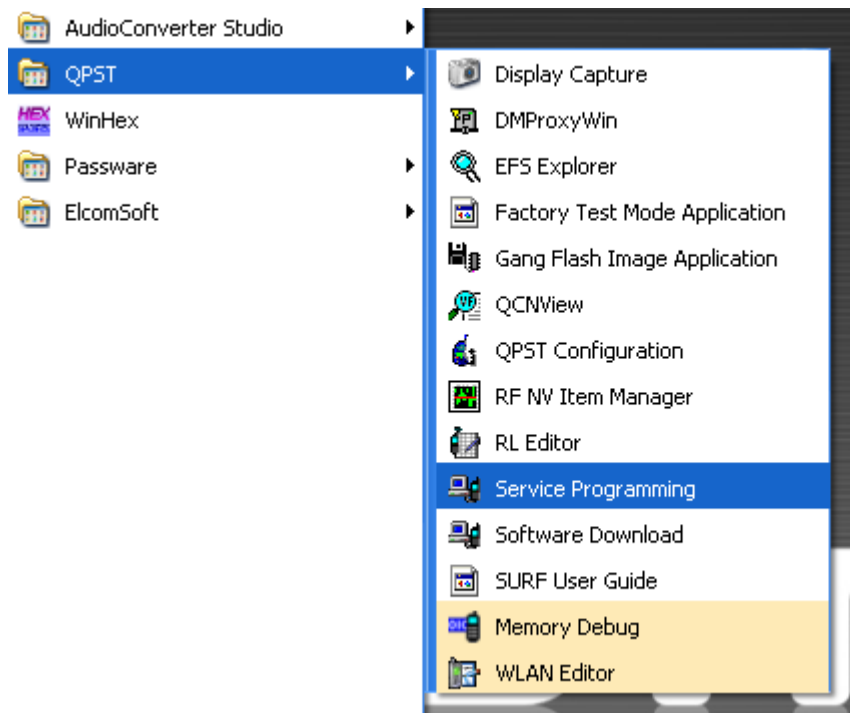 AudioConverter Studio
QPST
WinHex
Passware
ElcomSoft
Display Capture
DMProxyWin
EFS Explorer
Factory Test Mode Application
Gang Flash Image Application
QCNView
QPST Configuration
RF NV Item Manager
RL Editor
Service Programming
Software Download
SURF User Guide
Memory Debug
WLAN Editor